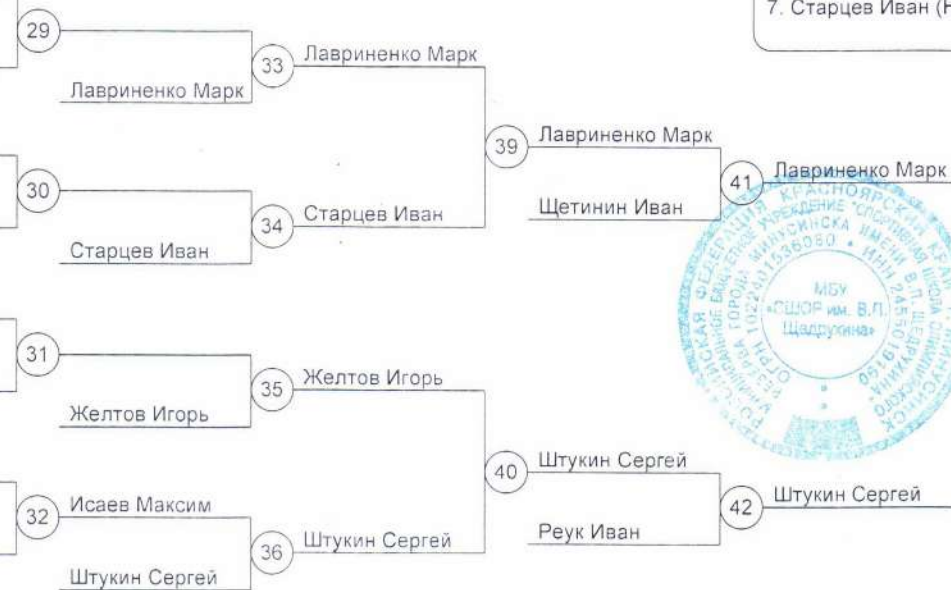 7. Старцев Иван (
29
33 Лавриненко Марк
Лавриненко Марк
39 Лавриненко Марк
30
41 Лавриненко Марк
34 Старцев Иван
Щетинин Иван
Старцев Иван
МБУ
«СШОР им. В.П.
Щедрухина»
31
35 Желтов Игорь
Желтов Игорь
40 Штукин Сергей
32 Исаев Максим
42 Штукин Сергей
36 Штукин Сергей
Реук Иван
Штукин Сергей